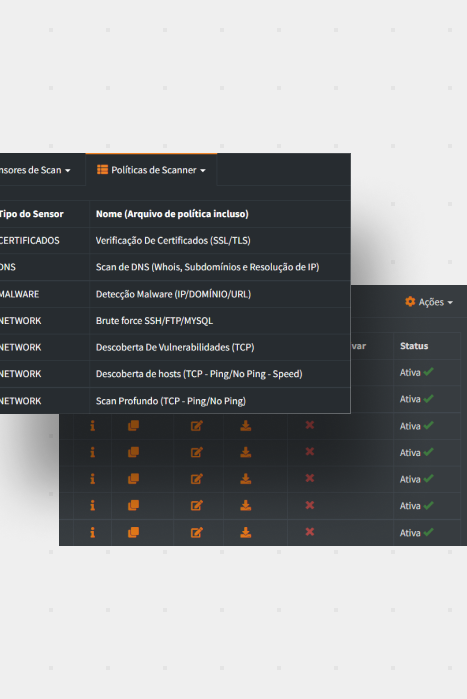 nsores de Scan
Políticas de Scanner
Tipo do Sensor Nome (Arquivo de política incluso)
CERTIFICADOS Verificação De Certificados (SSL/TLS)
DNS Scan de DNS (Whois, Subdomínios e Resolução de IP)
MALWARE Detecção Malware (IP/DOMÍNIO/URL)
NETWORK Brute force SSH/FTP/MYSQL
NETWORK Descoberta De Vulnerabilidades (TCP)
NETWORK Descoberta de hosts (TCP - Ping/No Ping - Speed)
NETWORK Scan Profundo (TCP - Ping/No Ping)
Ações
var Status
Ativa
Ativa
Ativa
Ativa
Ativa
Ativa
Ativa